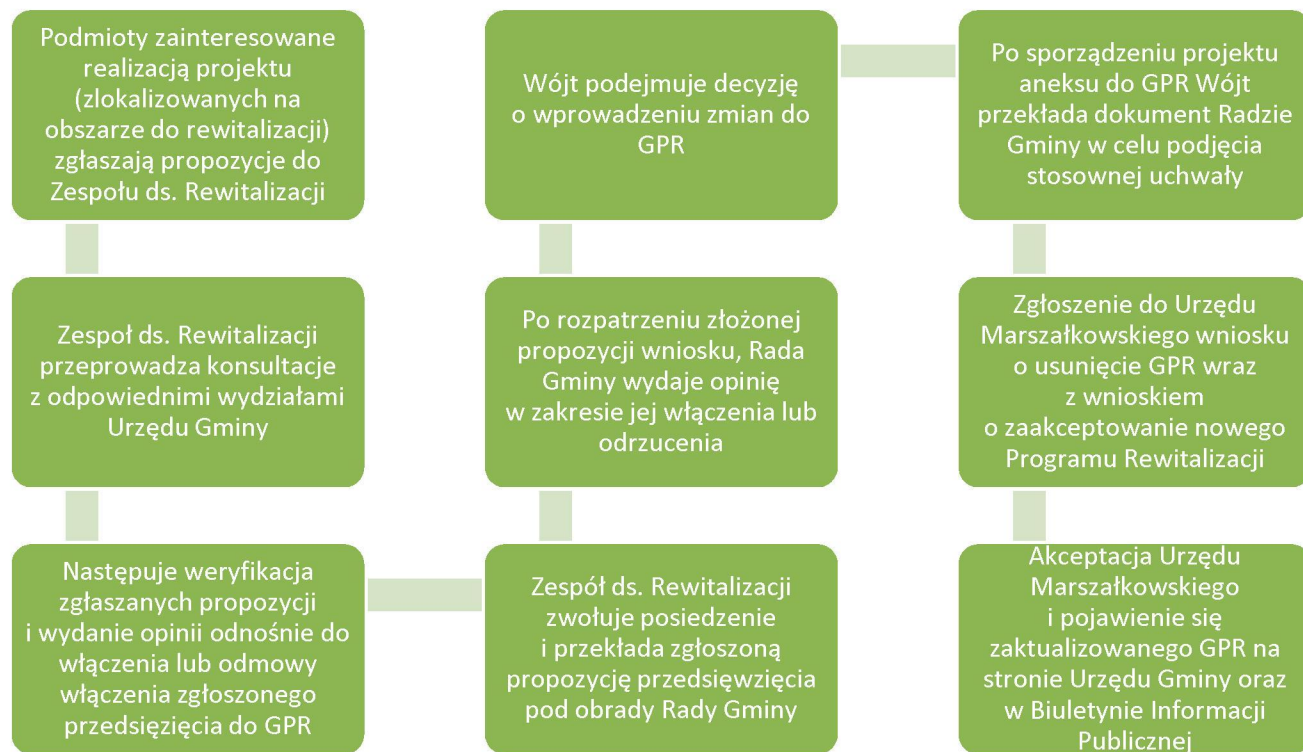 Podmioty zainteresowane
realizacją projektu
(zlokalizowanych na
obszarze do rewitalizacji)
zgłaszają propozycje do
Zespołu ds. Rewitalizacji
Zespoł ds. Rewitalizacji
przeprowadza konsultacje
z odpowiednimi wydziałami
Urzędu Gminy
Następuje weryfikacja
zgłaszanych propozycji
i wydanie opinii odnośnie do
włączenia lub odmowy
włączenia zgłoszonego
przedsięzięcia do GPR
Zespół ds. Rewitalizacji
zwołuje posiedzenie
i przekłada zgłoszoną
propozycję przedsięwzięcia
pod obrady Rady Gminy
Po rozpatrzeniu złożonej
propozycji wniosku, Rada
Gminy wydaje opinię
w zakresie jej włączenia lub
odrzucenia
Wójt podejmuje decyzję
o wprowadzeniu zmian do
GPR
Po sporządzeniu projektu
aneksu do GPR Wójt
przekłada dokument Radzie
Gminy w celu podjęcia
stosownej uchwały
Zgłoszenie do Urzędu
Marszałkowskiego wniosku
o usunięcie GPR wraz
z wnioskiem
o zaakceptowanie nowego
Programu Rewitalizacji
Akceptacja Urzędu
Marszałkowskiego
i pojawienie się
zaktualizowanego GPR na
stronie Urzędu Gminy oraz
w Biuletynie Informacji
Publicznej